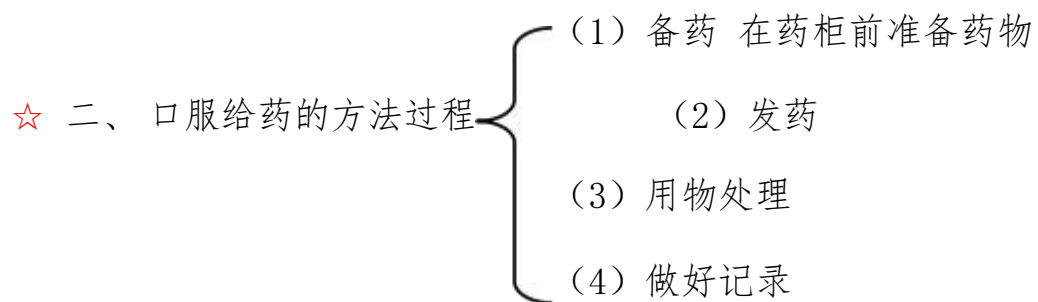 (1) 备药 在药柜前准备药物
☆ 二、 口服给药的方法过程
(2) 发药
(3) 用物处理
(4) 做好记录